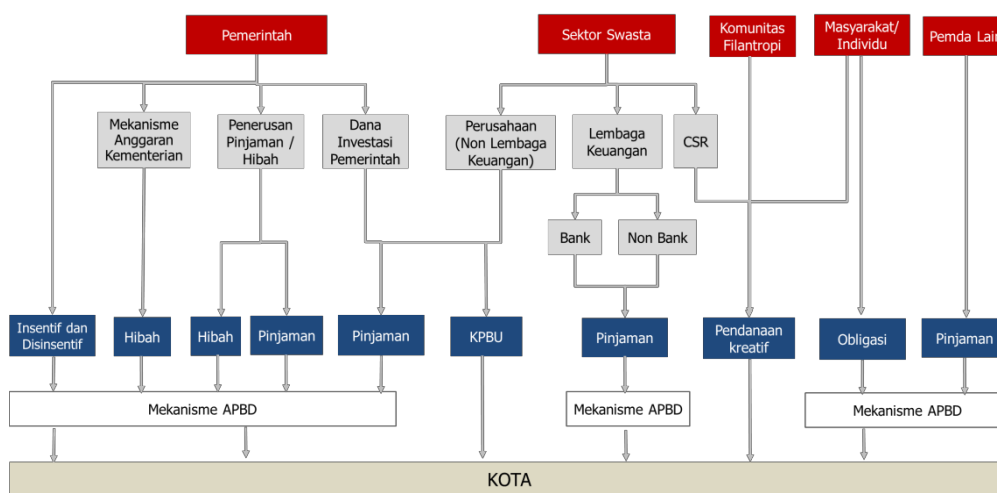 Pemerintah
Sektor Swasta
Komunitas
Filantropi
Masyarakat/
Individu
Pemda Lain
Mekanisme
Anggaran
Kementerian
Penerusan
Pinjaman /
Hibah
Dana
Investasi
Pemerintah
Perusahaan
(Non Lembaga
Keuangan)
Lembaga
Keuangan
CSR
Bank
Non Bank
Insentif dan
Disinsentif
Hibah
Hibah
Pinjaman
Pinjaman
KPBU
Pinjaman
Pendanaan
kreatif
Obligasi
Pinjaman
Mekanisme APBD
Mekanisme APBD
Mekanisme APBD
KOTA